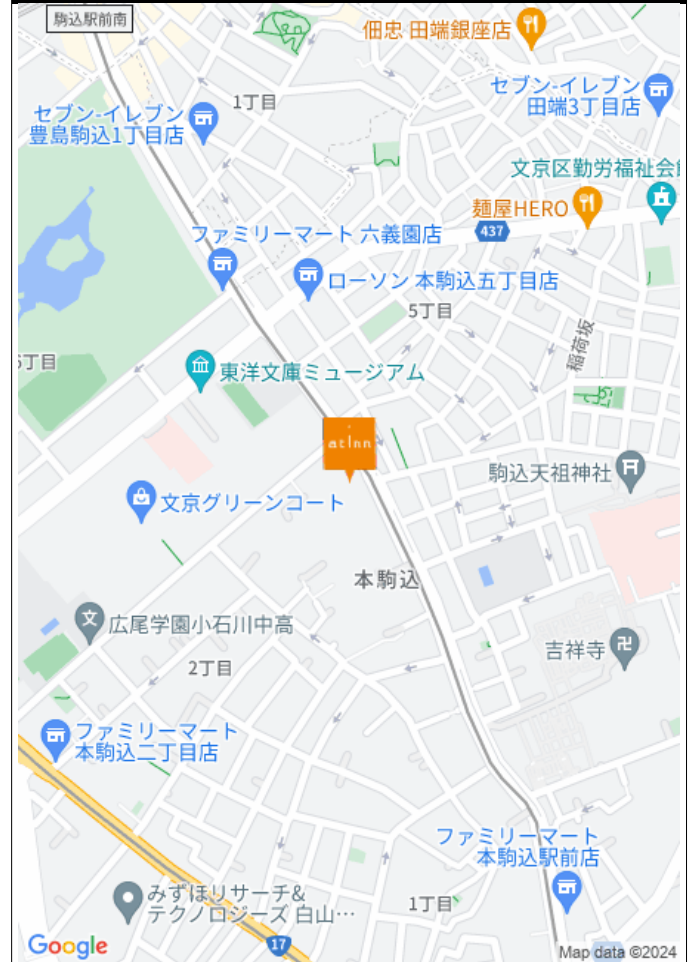 駒込駅前南
佃忠 田端銀座店
セブン-イレブン
田端3丁目店
1丁目
セブン-イレブン
豊島駒込1丁目店
文京区勤労福祉会
麺屋HERO
437
ファミリーマート 六義園店
ローソン 本駒込五丁目店
5丁目
稲荷坂
丁目
東洋文庫ミュージアム
at Inn
駒込天祖神社
文京グリーンコート
本駒込
広尾学園小石川中高
吉祥寺
2丁目
ファミリーマート
本駒込二丁目店
ファミリーマート
本駒込駅前店
みずほリサーチ&
テクノロジーズ 白山…
1丁目
17
Google
Map data ©2024